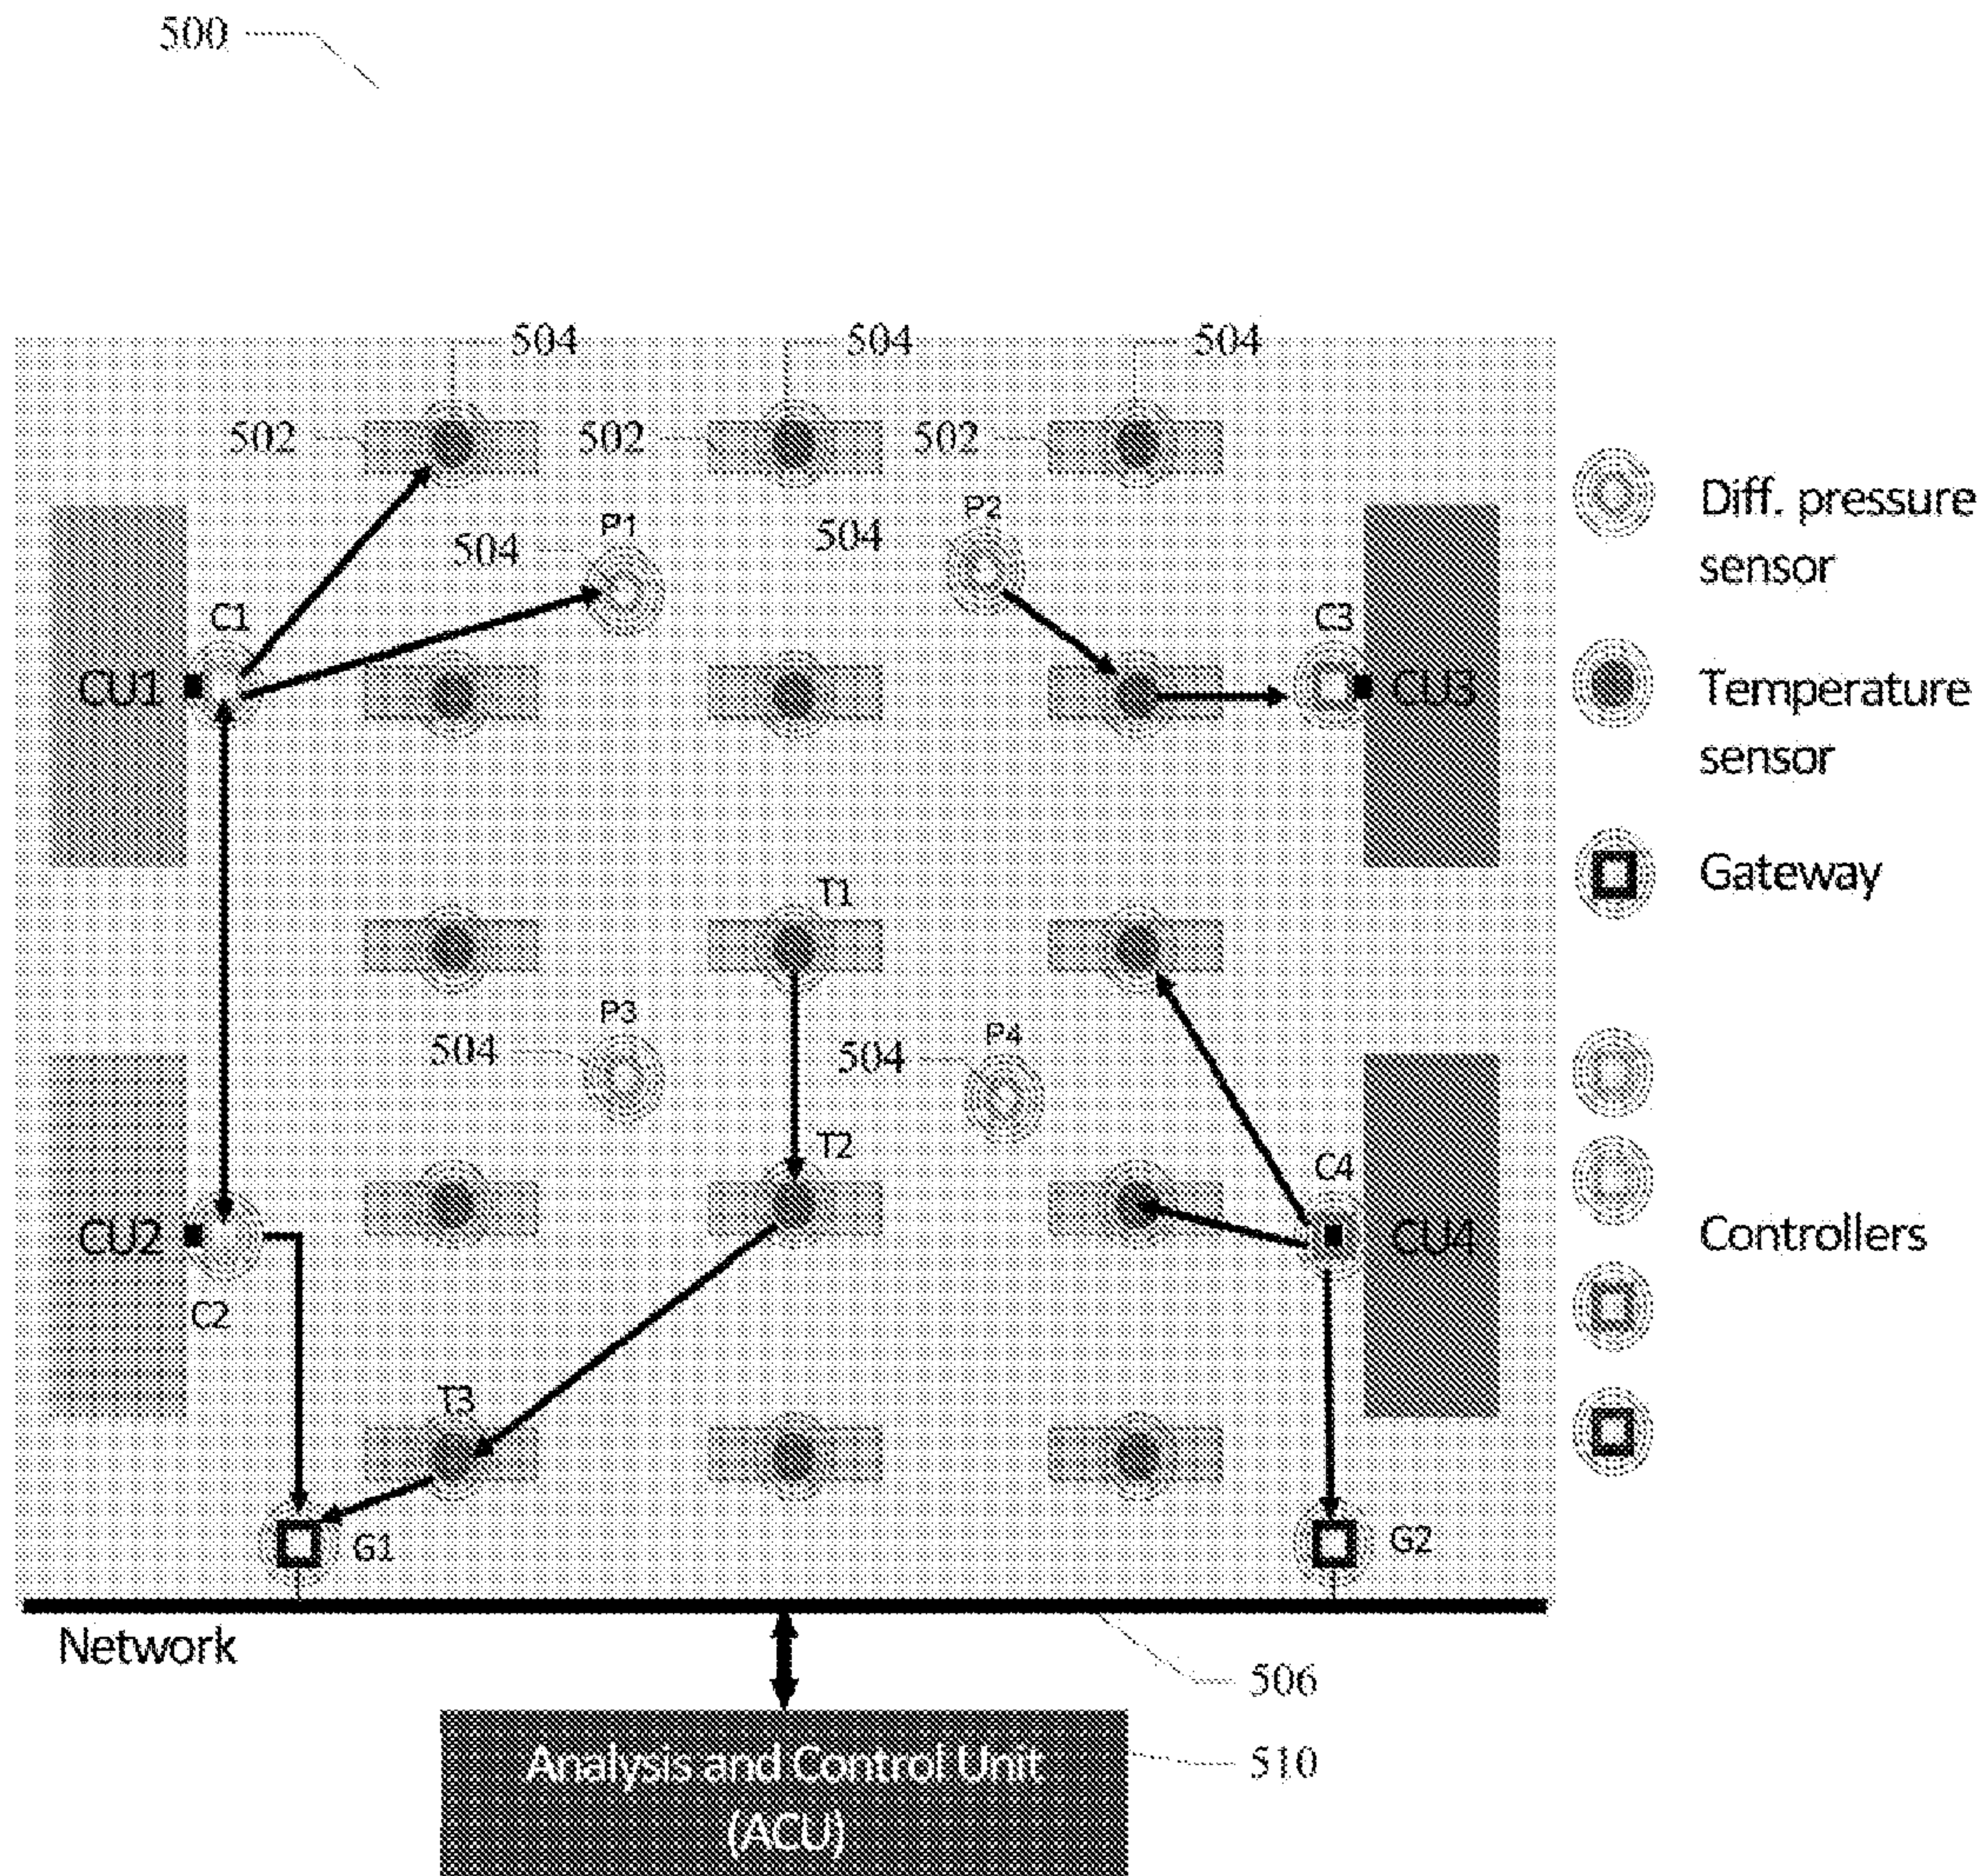 500
504 504 504
502 502 502
P1 P2
504 504
C1 C3
CU1 CU3
T1
P3 P4
504 504
T2 C4
CU2 CU4
C2
T3
G1 G2
Diff. pressure
sensor
Temperature
sensor
Gateway
Controllers
Network
506
Analysis and Control Unit
(ACU)
510